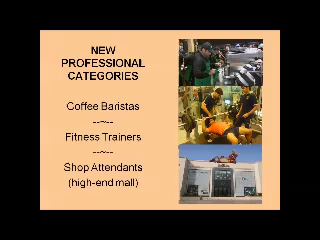 NEW
PROFESSIONAL
CATEGORIES
Coffee Baristas
--~--
Fitness Trainers
--~--
Shop Attendants
(high-end mall)